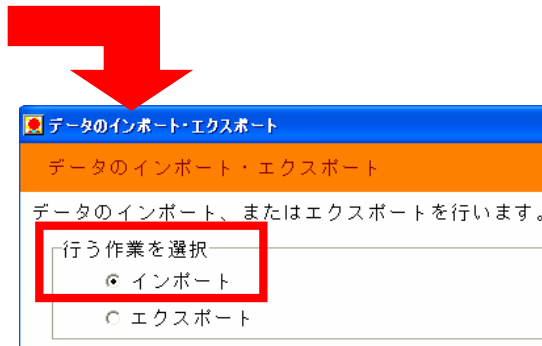 データのインポート・エクスポート
データのインポート・エクスポート
データのインポート、またはエクスポートを行います。
行う作業を選択
インポート
エクスポート